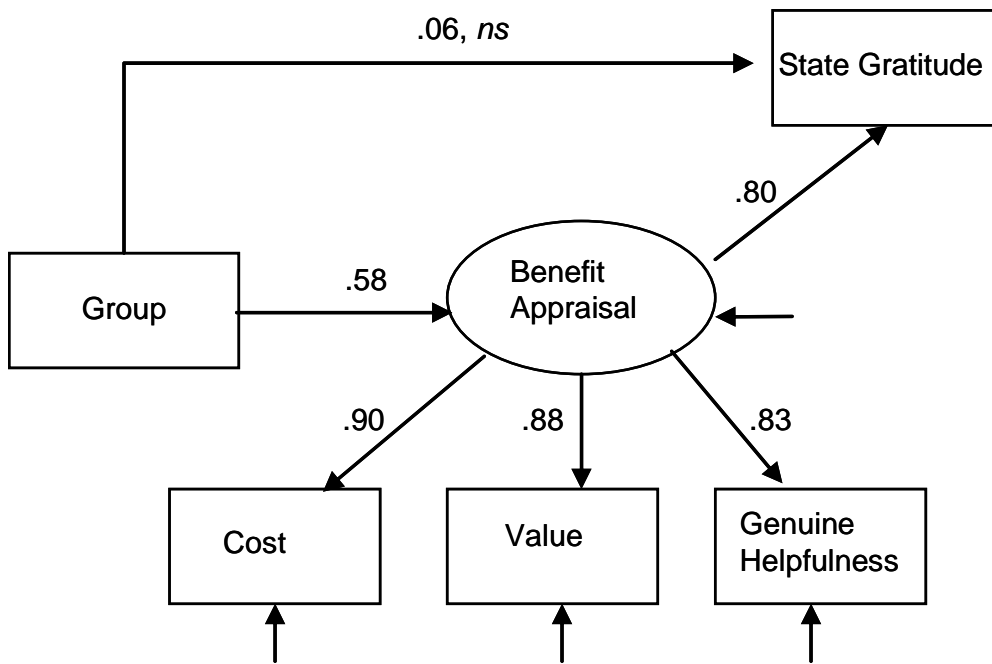 .06, ns
State Gratitude
.80
Benefit
Appraisal
.58
Group
.90
.88
.83
Cost
Value
Genuine
Helpfulness